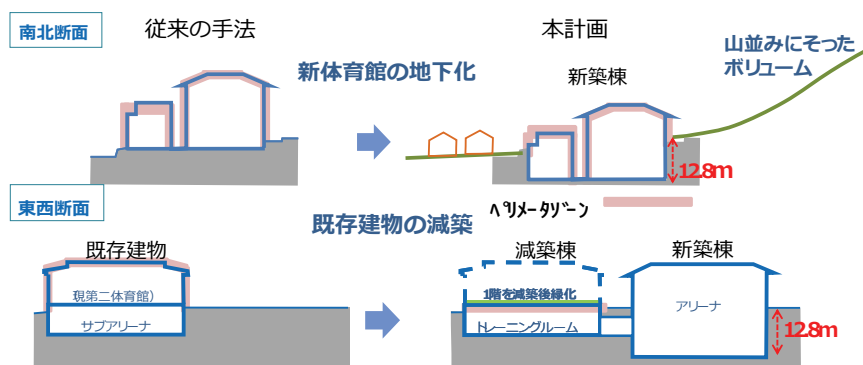 南北断面
従来の手法
本計画
新体育館の地下化
新築棟
山並みにそった
ボリューム
12.8m
東西断面
ペリメータゾーン
既存建物の減築
既存建物
減築棟
新築棟
現第二体育館)
1階を減築後緑化
アリーナ
サブアリーナ
トレーニングルーム
12.8m